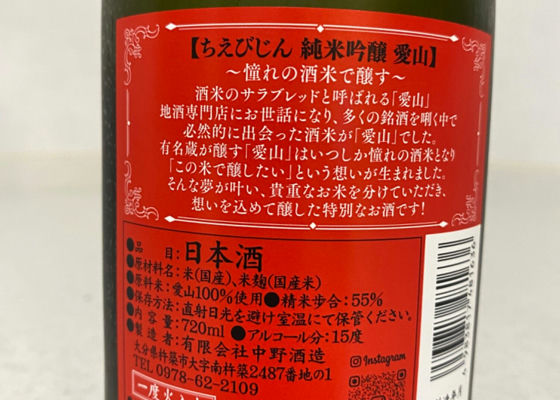 【ちえびじん 純米吟醸 愛山】
～憧れの酒米で醸す～
酒米のサラブレッドと呼ばれる「愛山」
地酒専門店にお世話になり、多くの銘酒を唎く中で
必然的に出会った酒米が「愛山」でした。
有名蔵が醸す「愛山」はいつしか憧れの酒米となり
「この米で醸したい」という想いが生まれました。
そんな夢が叶い、貴重なお米を分けていただき、
想いを込めて醸した特別なお酒です!
●品 目:日本酒
●原材料名:米(国産)、米麹(国産米)
●原料米:愛山100%使用●精米歩合:55%
●保存方法:直射日光を避け室温にて保管ください。
●内容量:720ml ●アルコール分:15度
●製造者:有限会社中野酒造
大分県杵築市大字南杵築2487番地の1
TEL 0978-62-2109
Instagram
一度火入れ